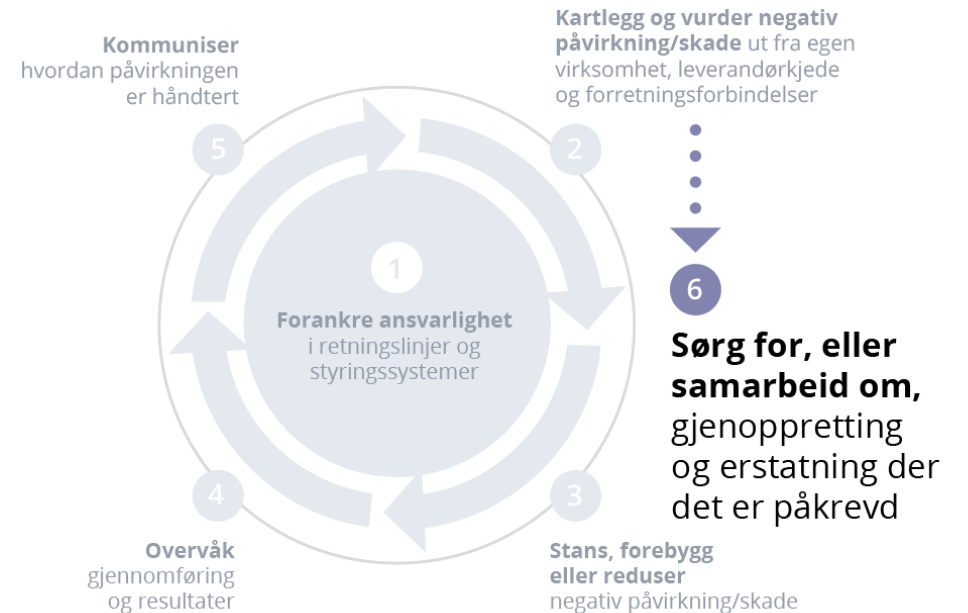 Kommuniser
hvordan påvirkningen
er håndtert
5
Kartlegg og vurder negativ
påvirkning/skade ut fra egen
virksomhet, leverandørkjede
og forretningsforbindelser
2
1
Forankre ansvarlighet
i retningslinjer og
styringssystemer
6
Sørg for, eller
samarbeid om,
gjenoppretting
og erstatning der
det er påkrevd
4
Overvåk
gjennomføring
og resultater
3
Stans, forebygg
eller reduser
negativ påvirkning/skade